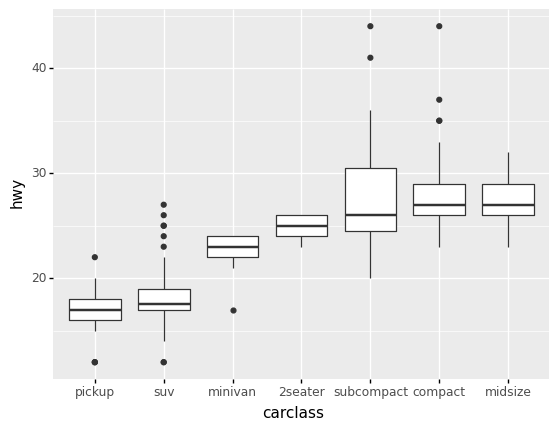 40
30
20
hwy
pickup suv minivan 2seater subcompact compact midsize
carclass